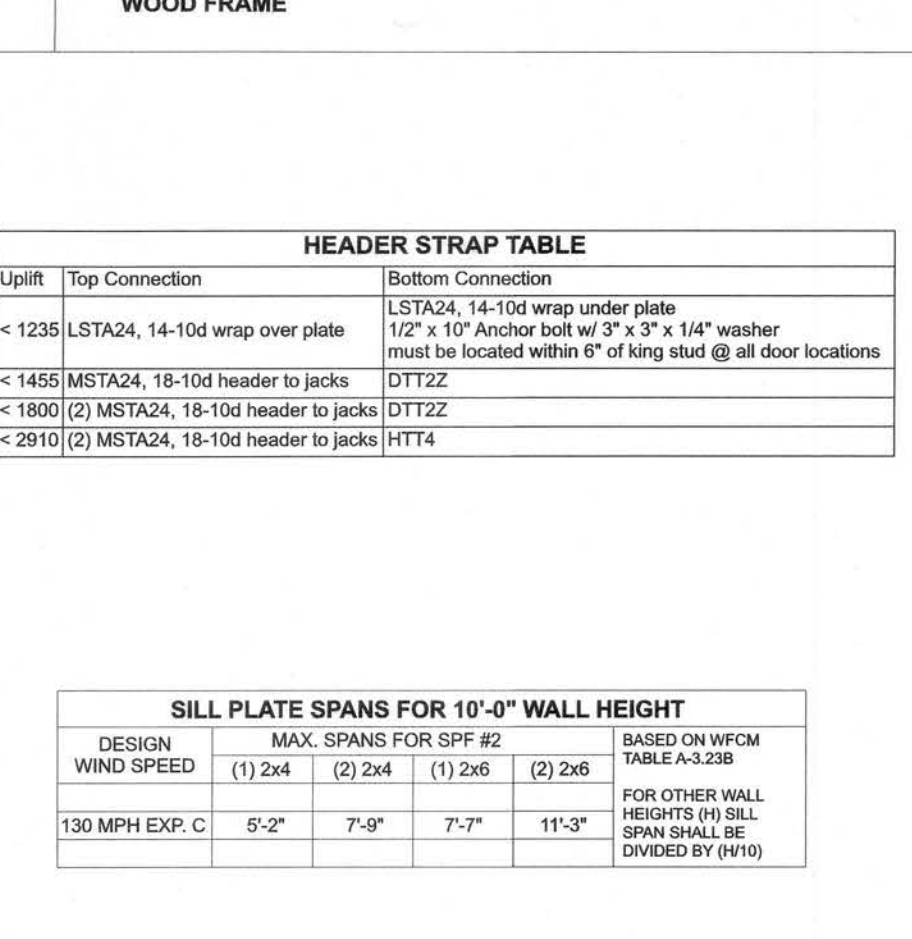 WOOD FRAME
HEADER STRAP TABLE
Uplift Top Connection Bottom Connection
< 1235 LSTA24, 14-10d wrap over plate LSTA24, 14-10d wrap under plate
1/2" x 10" Anchor bolt w/ 3" x 3" x 1/4" washer
must be located within 6" of king stud @ all door locations
< 1455 MSTA24, 18-10d header to jacks DTT2Z
< 1800 (2) MSTA24, 18-10d header to jacks DTT2Z
< 2910 (2) MSTA24, 18-10d header to jacks HTT4
SILL PLATE SPANS FOR 10'-0" WALL HEIGHT
DESIGN
WIND SPEED
MAX. SPANS FOR SPF #2
(1) 2x4 (2) 2x4 (1) 2x6 (2) 2x6
130 MPH EXP. C 5'-2" 7'-9" 7'-7" 11'-3"
BASED ON WFCM
TABLE A-3.23B
FOR OTHER WALL
HEIGHTS (H) SILL
SPAN SHALL BE
DIVIDED BY (H/10)